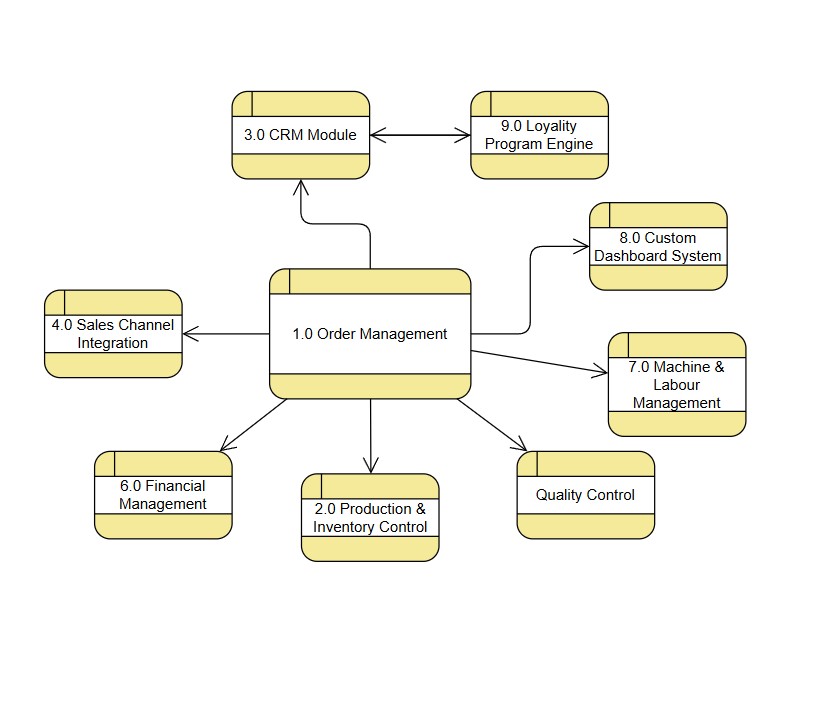 3.0 CRM Module
9.0 Loyality
Program Engine
8.0 Custom
Dashboard System
4.0 Sales Channel
Integration
1.0 Order Management
7.0 Machine &
Labour
Management
6.0 Financial
Management
2.0 Production &
Inventory Control
Quality Control